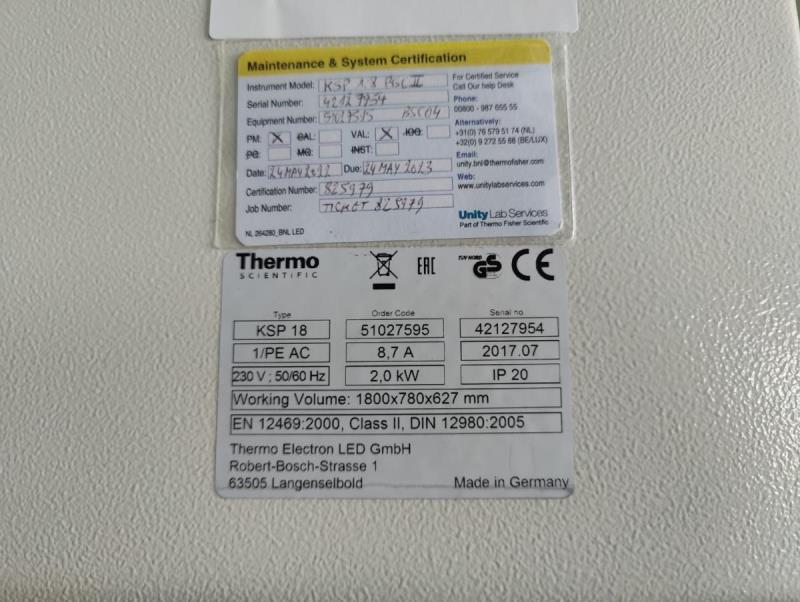 Maintenance & System Certification
Instrument Model: KSP 18 BSC II
Serial Number: 42127954
Equipment Number: BSC04
PM: X CAL: VAL: X IOQ:
PQ: MQ: INST:
Date: 24 MAY 2022 Due: 24 MAY 2023
Certification Number: 825979
Job Number: TICKET 825979
NL 264280_BNL LED
For Certified Service
Call Our help Desk
Phone:
00800 - 987 655 55
Alternatively:
+31(0) 76 579 51 74 (NL)
+32(0) 9 272 55 68 (BE/LUX)
Email:
unity.bnl@thermofisher.com
Web:
www.unitylabservices.com
Unity Lab Services
Part of Thermo Fisher Scientific
Thermo
SCIENTIFIC
EAC
TÜV NORD
GS
CE
Type Order Code Serial no
KSP 18 51027595 42127954
1/PE AC 8,7 A 2017.07
230 V ; 50/60 Hz 2,0 kW IP 20
Working Volume: 1800x780x627 mm
EN 12469:2000, Class II, DIN 12980:2005
Thermo Electron LED GmbH
Robert-Bosch-Strasse 1
63505 Langenselbold Made in Germany